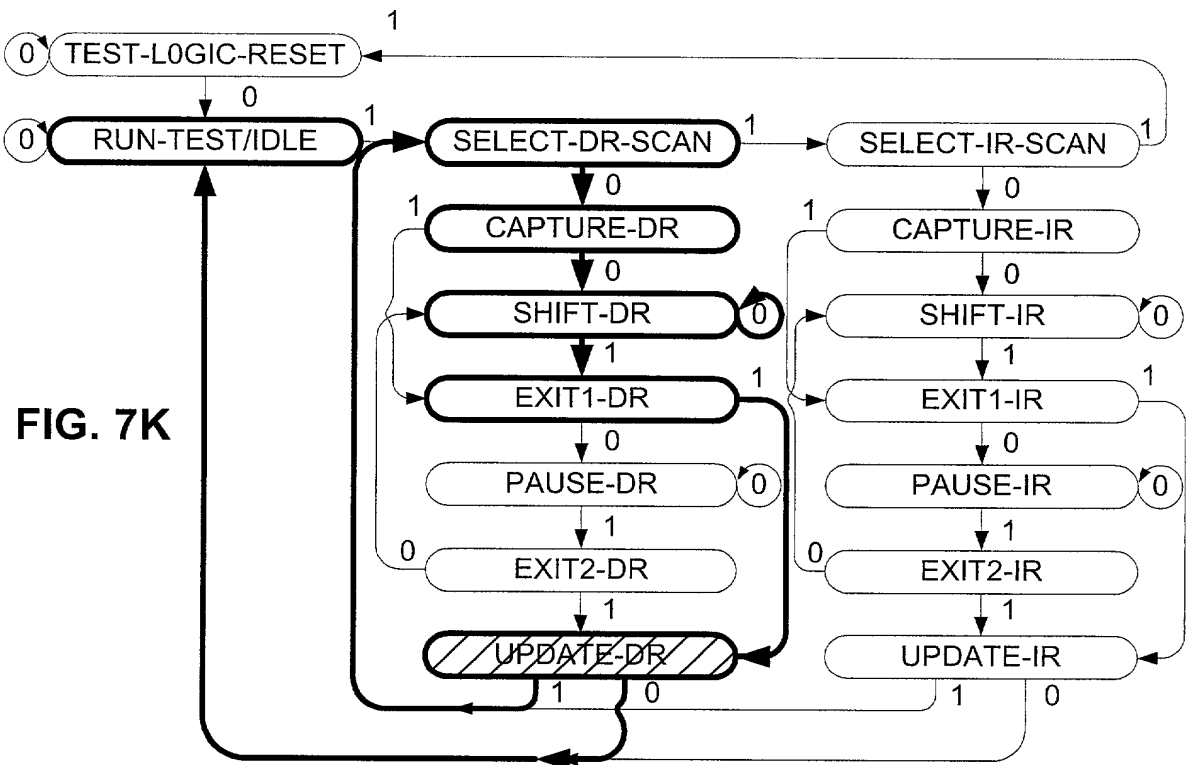 1
0 TEST-L0GIC-RESET
0
0 RUN-TEST/IDLE 1 SELECT-DR-SCAN 1 SELECT-IR-SCAN 1
0 0
1 CAPTURE-DR 1 CAPTURE-IR
0 0
SHIFT-DR 0 SHIFT-IR 0
1 1
EXIT1-DR 1 EXIT1-IR 1
FIG. 7K
0 0
PAUSE-DR 0 PAUSE-IR 0
1 1
0 EXIT2-DR 0 EXIT2-IR
1 1
UPDATE-DR UPDATE-IR
1 0 1 0